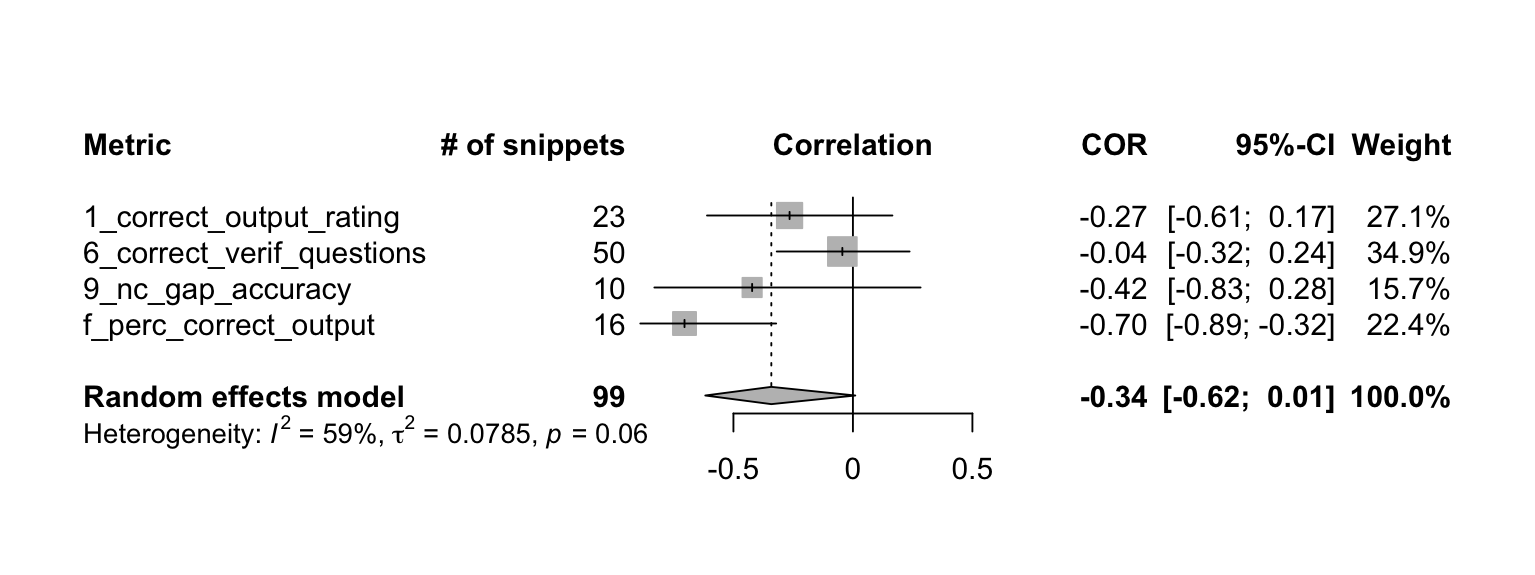 Metric # of snippets Correlation COR 95%-CI Weight
1_correct_output_rating 23 -0.27 [-0.61; 0.17] 27.1%
6_correct_verif_questions 50 -0.04 [-0.32; 0.24] 34.9%
9_nc_gap_accuracy 10 -0.42 [-0.83; 0.28] 15.7%
f_perc_correct_output 16 -0.70 [-0.89; -0.32] 22.4%
Random effects model 99 -0.34 [-0.62; 0.01] 100.0%
Heterogeneity: I² = 59%, τ² = 0.0785, p = 0.06
-0.5 0 0.5